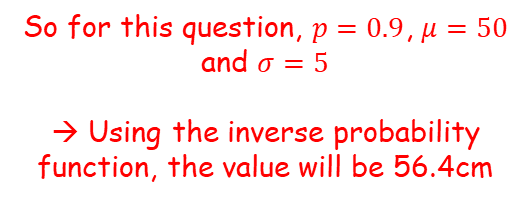 So for this question, p = 0.9, μ = 50
and σ = 5
→ Using the inverse probability
function, the value will be 56.4cm